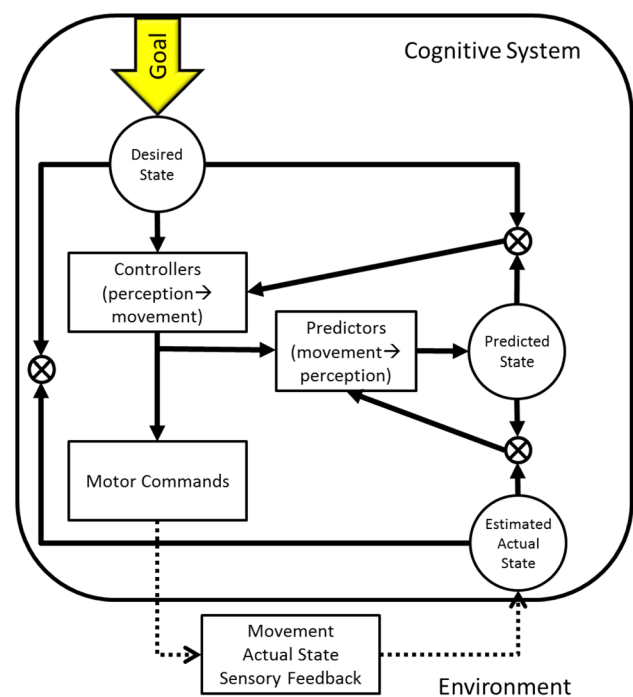 Goal
Cognitive System
Desired
State
Controllers
(perception→
movement)
Predictors
(movement→
perception)
Predicted
State
Motor Commands
Estimated
Actual
State
Movement
Actual State
Sensory Feedback
Environment